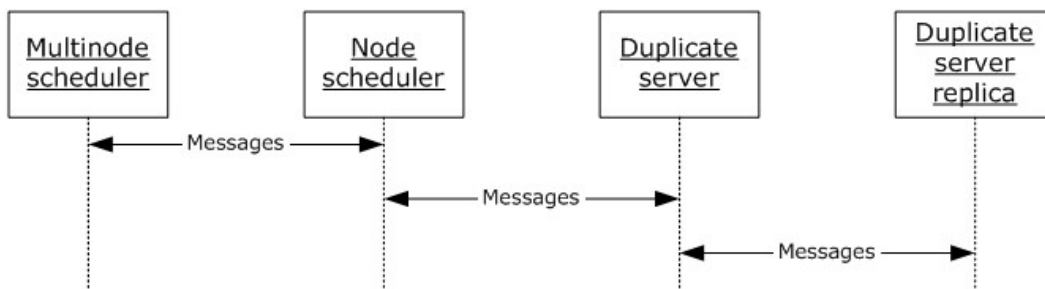 Multinode
scheduler
Node
scheduler
Duplicate
server
Duplicate
server
replica
Messages
Messages
Messages